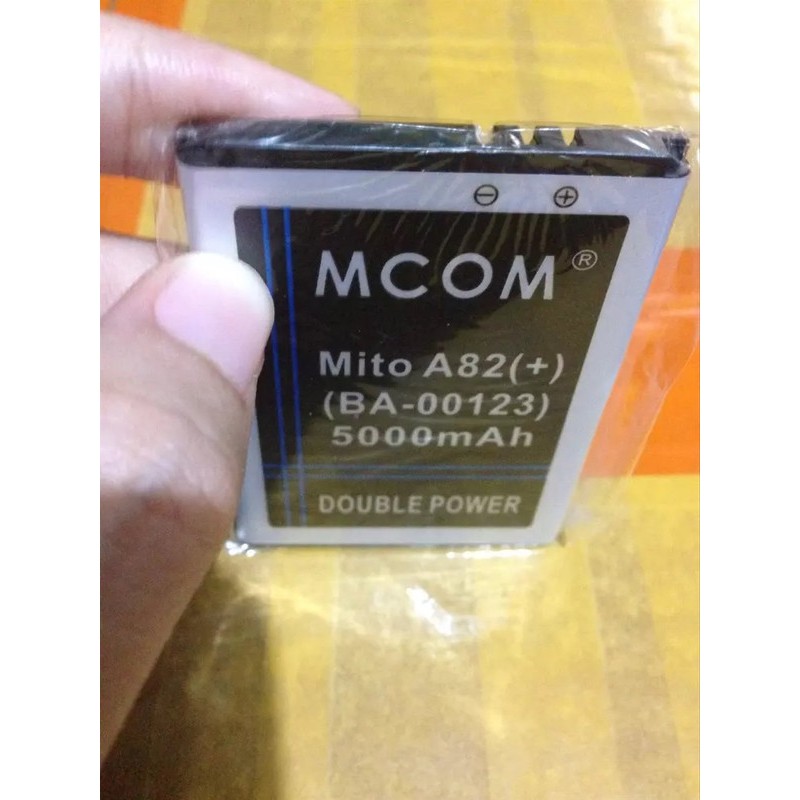 ⊖ ⊕
MCOM®
Mito A82(+)
(BA-00123)
5000mAh
DOUBLE POWER